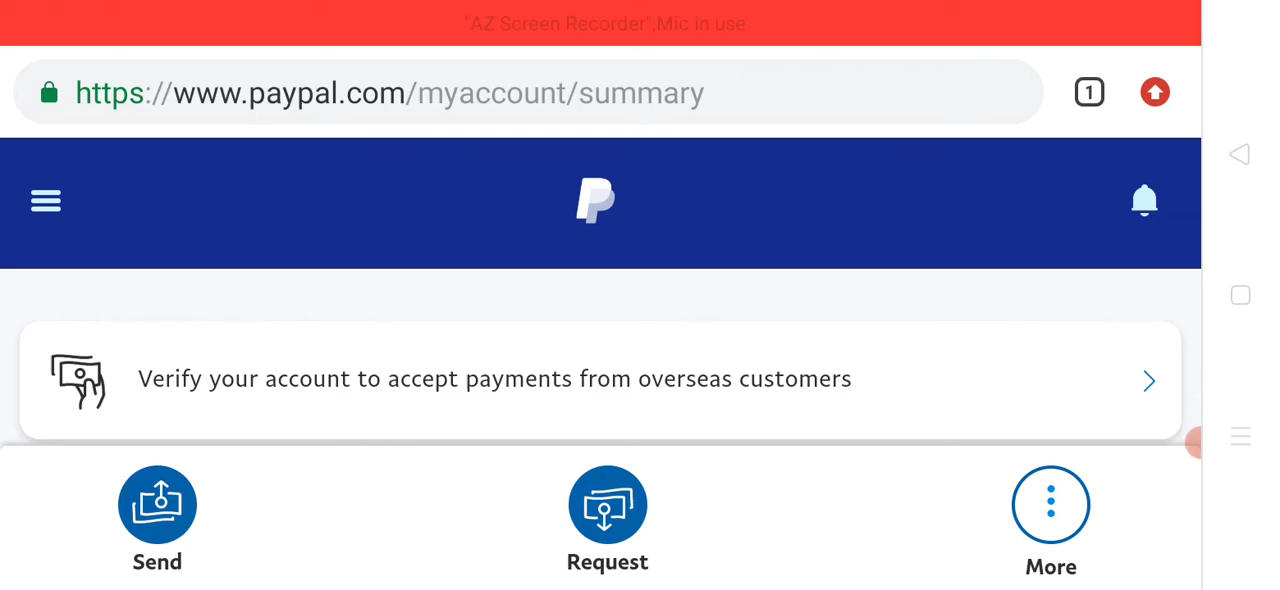 "AZ Screen Recorder",Mic in use
https://www.paypal.com/myaccount/summary
1
Verify your account to accept payments from overseas customers
Send
Request
More